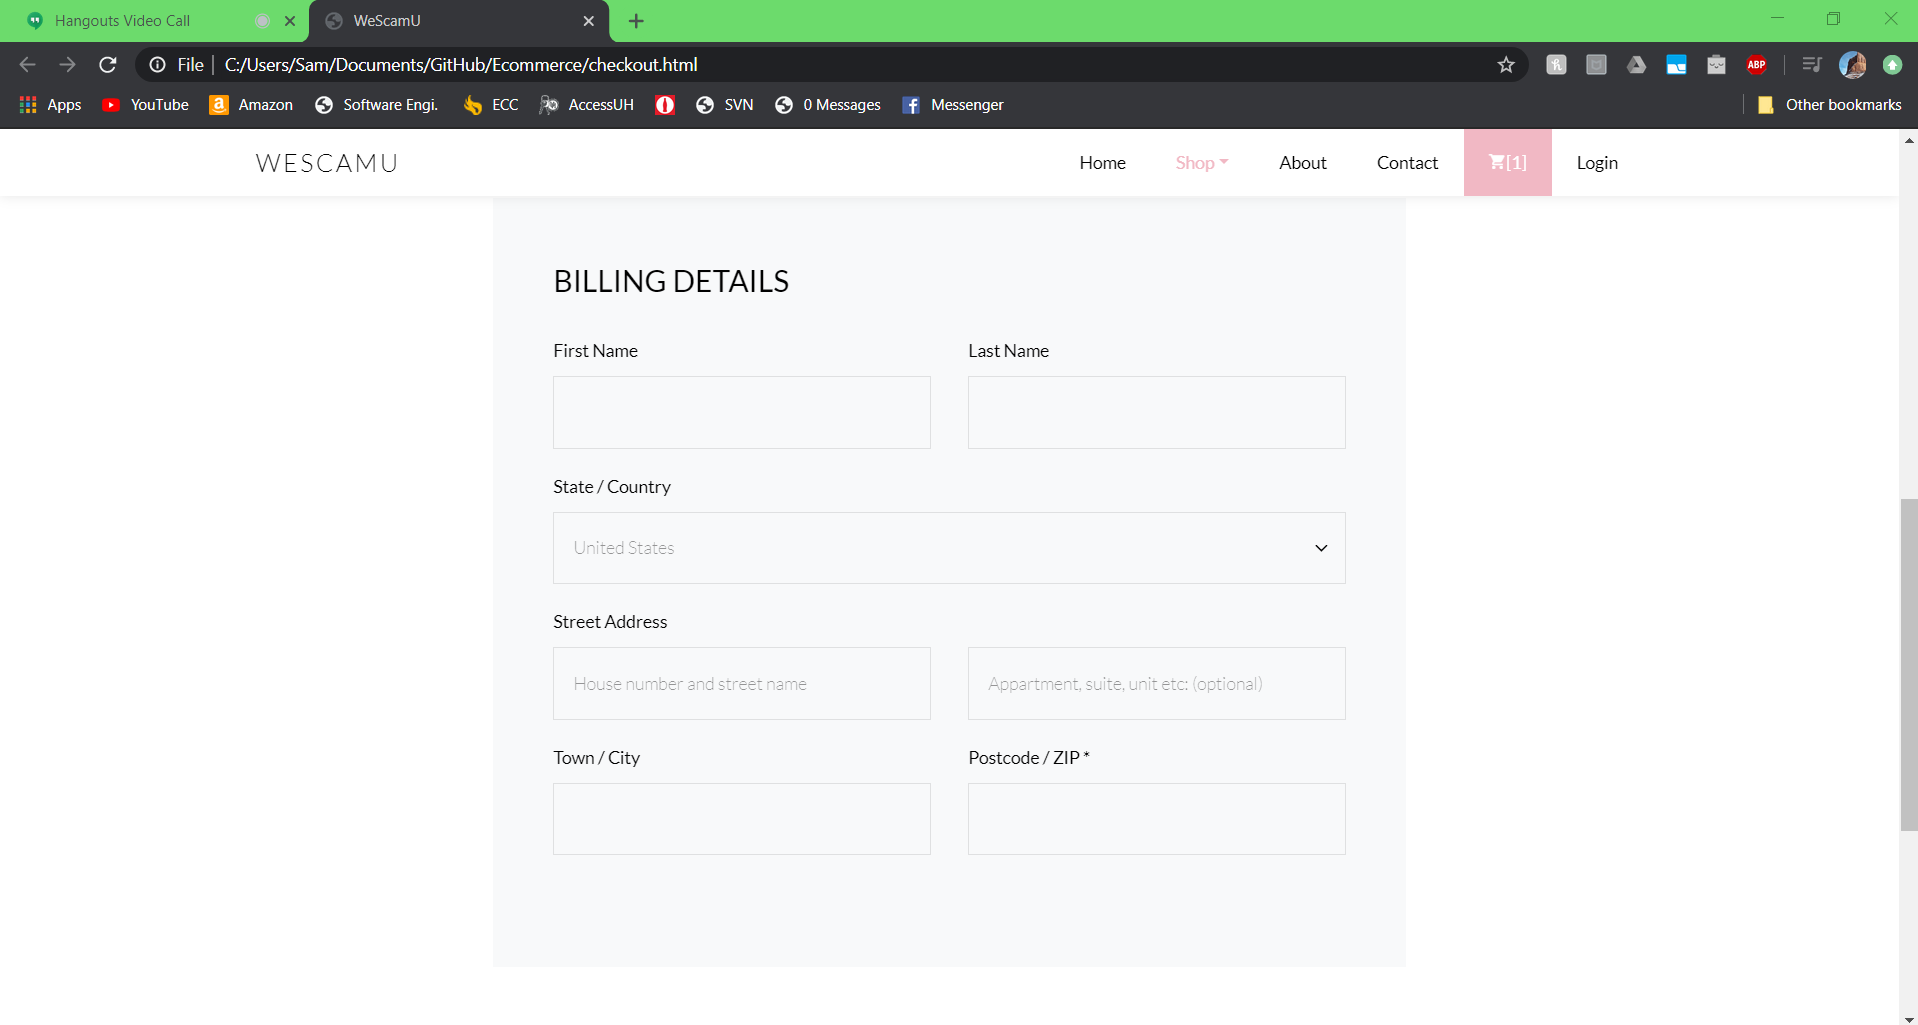 Hangouts Video Call
WeScamU
File C:/Users/Sam/Documents/GitHub/Ecommerce/checkout.html
ABP
Apps YouTube Amazon Software Engi. ECC AccessUH SVN 0 Messages Messenger Other bookmarks
WESCAMU Home Shop About Contact [1] Login
BILLING DETAILS
First Name Last Name
State / Country
United States
Street Address
House number and street name Appartment, suite, unit etc: (optional)
Town / City Postcode / ZIP *